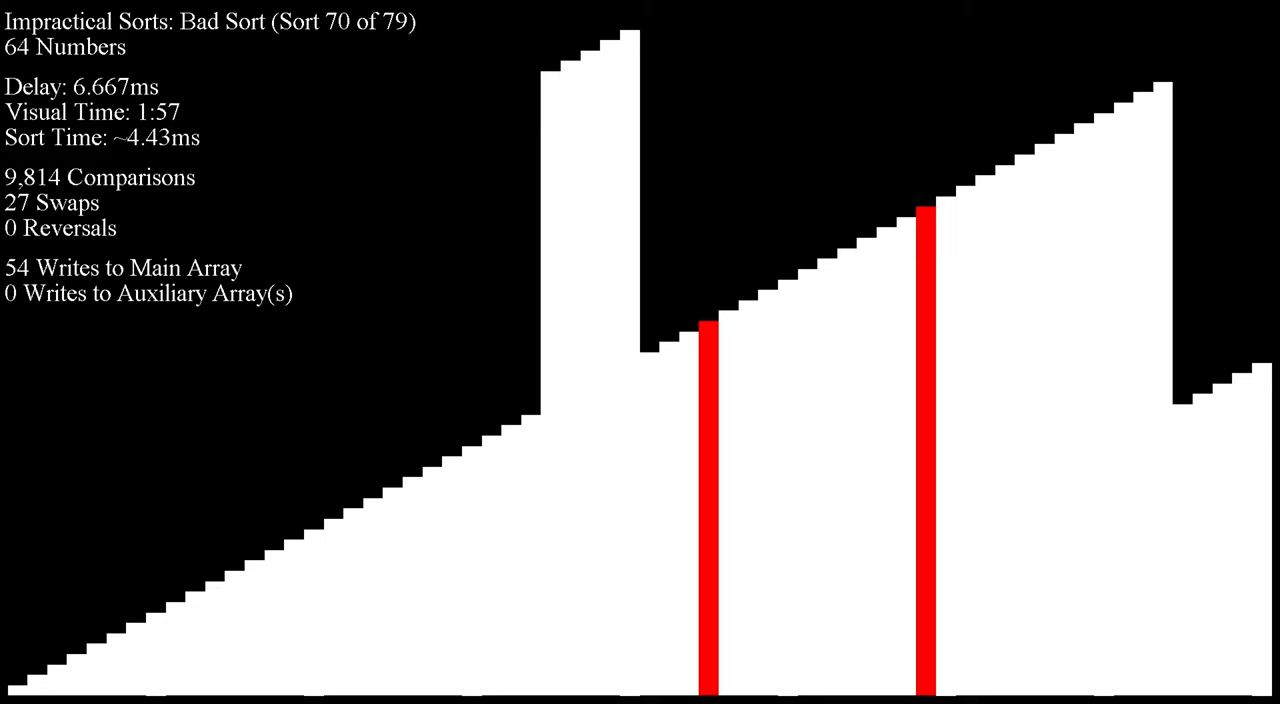 Impractical Sorts: Bad Sort (Sort 70 of 79)
64 Numbers
Delay: 6.667ms
Visual Time: 1:57
Sort Time: ~4.43ms
9,814 Comparisons
27 Swaps
0 Reversals
54 Writes to Main Array
0 Writes to Auxiliary Array(s)